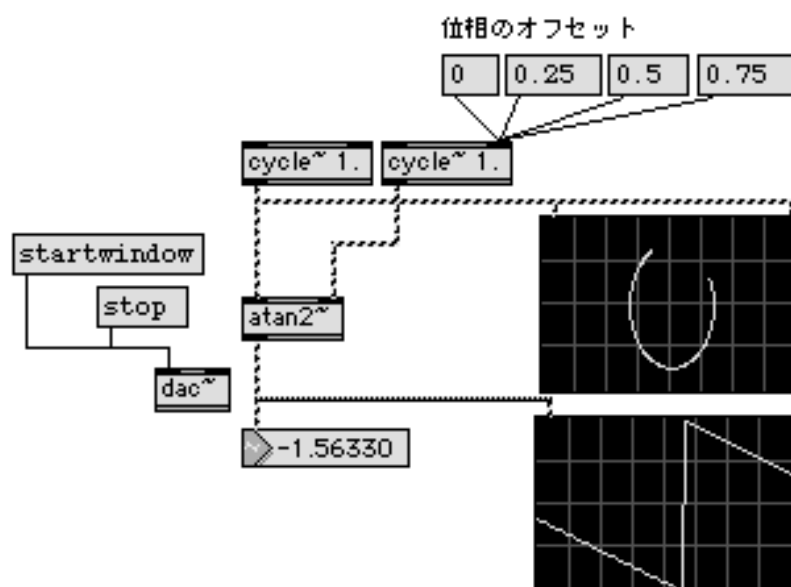 位相のオフセット
0 0.25 0.5 0.75
cycle~ 1. cycle~ 1.
startwindow
stop
atan2~
dac~
-1.56330